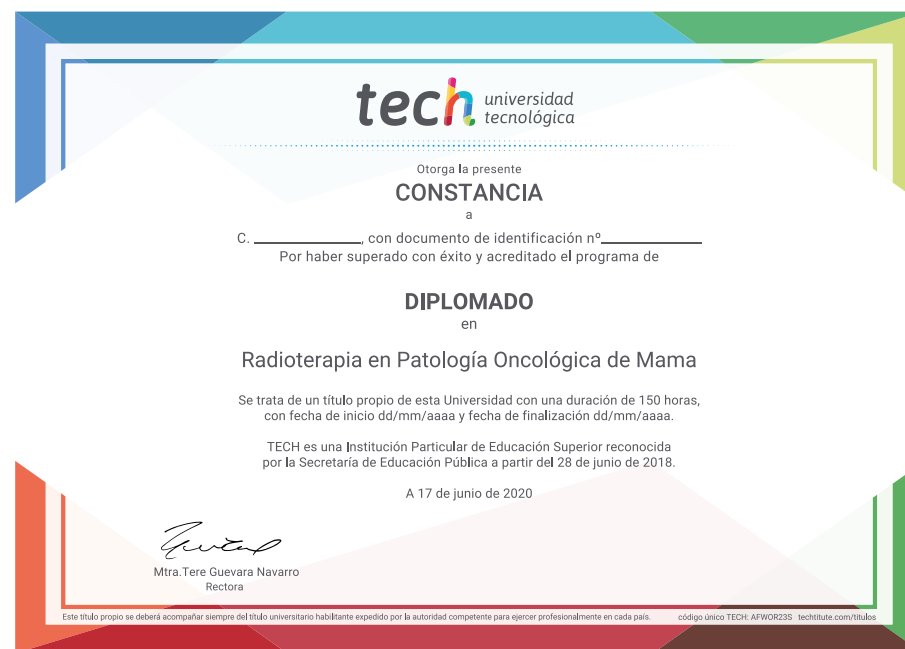 tech universidad
tecnológica
Otorga la presente
CONSTANCIA
a
C. ____________, con documento de identificación nº____________
Por haber superado con éxito y acreditado el programa de
DIPLOMADO
en
Radioterapia en Patología Oncológica de Mama
Se trata de un título propio de esta Universidad con una duración de 150 horas,
con fecha de inicio dd/mm/aaaa y fecha de finalización dd/mm/aaaa.
TECH es una Institución Particular de Educación Superior reconocida
por la Secretaría de Educación Pública a partir del 28 de junio de 2018.
A 17 de junio de 2020
Mtra.Tere Guevara Navarro
Rectora
Este título propio se deberá acompañar siempre del título universitario habilitante expedido por la autoridad competente para ejercer profesionalmente en cada país. código único TECH: AFWOR23S techtitute.com/titulos